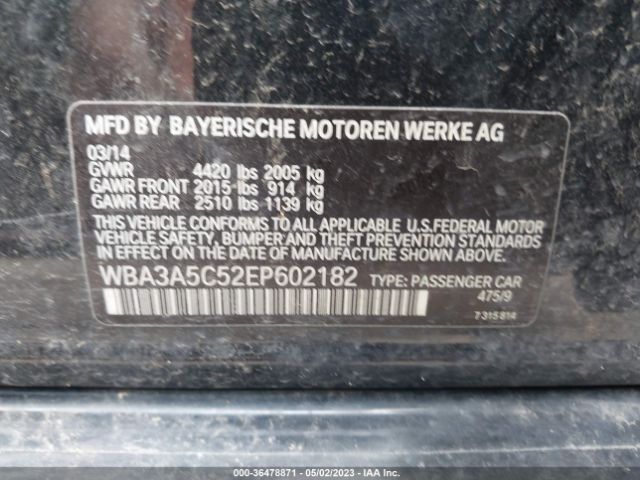 MFD BY BAYERISCHE MOTOREN WERKE AG
03/14
GVWR 4420 lbs 2005 kg
GAWR FRONT 2015 lbs 914 kg
GAWR REAR 2510 lbs 1139 kg
THIS VEHICLE CONFORMS TO ALL APPLICABLE U.S.FEDERAL MOTOR
VEHICLE SAFETY, BUMPER, AND THEFT PREVENTION STANDARDS
IN EFFECT ON THE DATE OF MANUFACTURE SHOWN ABOVE.
WBA3A5C52EP602182 TYPE: PASSENGER CAR
475/9
7 315 814
000-36478871 - 05/02/2023 - IAA Inc.